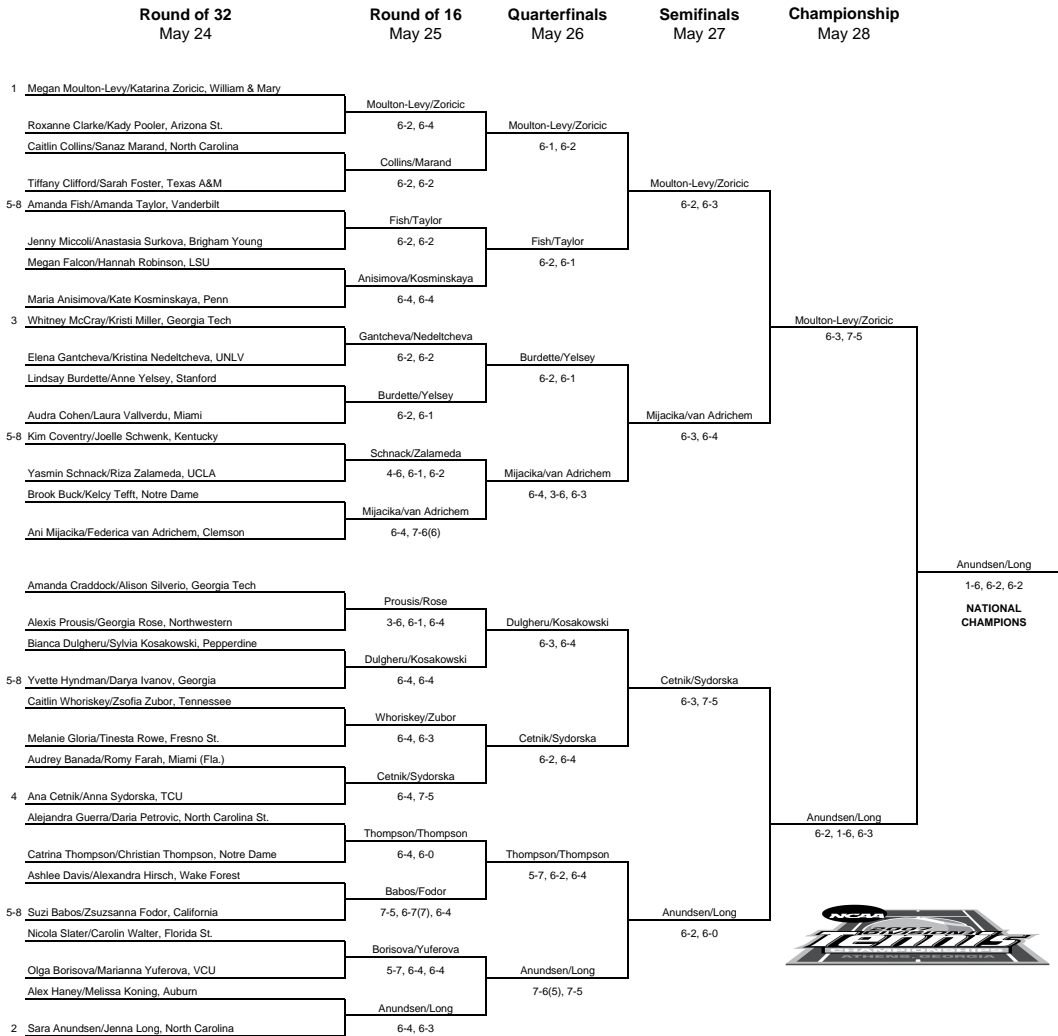 Round of 32 Round of 16 Quarterfinals Semifinals Championship
May 24 May 25 May 26 May 27 May 28
1 Megan Moulton-Levy/Katarina Zoricic, William & Mary
Moulton-Levy/Zoricic
Roxanne Clarke/Kady Pooler, Arizona St. 6-2, 6-4 Moulton-Levy/Zoricic
Caitlin Collins/Sanaz Marand, North Carolina 6-1, 6-2
Collins/Marand
Tiffany Clifford/Sarah Foster, Texas A&M 6-2, 6-2 Moulton-Levy/Zoricic
5-8 Amanda Fish/Amanda Taylor, Vanderbilt 6-2, 6-3
Fish/Taylor
Jenny Miccoli/Anastasia Surkova, Brigham Young 6-2, 6-2 Fish/Taylor
Megan Falcon/Hannah Robinson, LSU 6-2, 6-1
Anisimova/Kosminskaya
Maria Anisimova/Kate Kosminskaya, Penn 6-4, 6-4
3 Whitney McCray/Kristi Miller, Georgia Tech Moulton-Levy/Zoricic
Gantcheva/Nedeltcheva 6-3, 7-5
Elena Gantcheva/Kristina Nedeltcheva, UNLV 6-2, 6-2 Burdette/Yelsey
Lindsay Burdette/Anne Yelsey, Stanford 6-2, 6-1
Burdette/Yelsey
Audra Cohen/Laura Vallverdu, Miami 6-2, 6-1 Mijacika/van Adrichem
5-8 Kim Coventry/Joelle Schwenk, Kentucky 6-3, 6-4
Schnack/Zalameda
Yasmin Schnack/Riza Zalameda, UCLA 4-6, 6-1, 6-2 Mijacika/van Adrichem
Brook Buck/Kelcy Tefft, Notre Dame 6-4, 3-6, 6-3
Mijacika/van Adrichem
Ani Mijacika/Federica van Adrichem, Clemson 6-4, 7-6(6)
Anundsen/Long
Amanda Craddock/Alison Silverio, Georgia Tech 1-6, 6-2, 6-2
Prousis/Rose NATIONAL
Alexis Prousis/Georgia Rose, Northwestern 3-6, 6-1, 6-4 Dulgheru/Kosakowski CHAMPIONS
Bianca Dulgheru/Sylvia Kosakowski, Pepperdine 6-3, 6-4
Dulgheru/Kosakowski
5-8 Yvette Hyndman/Darya Ivanov, Georgia 6-4, 6-4 Cetnik/Sydorska
Caitlin Whoriskey/Zsofia Zubor, Tennessee 6-3, 7-5
Whoriskey/Zubor
Melanie Gloria/Tinesta Rowe, Fresno St. 6-4, 6-3 Cetnik/Sydorska
Audrey Banada/Romy Farah, Miami (Fla.) 6-2, 6-4
Cetnik/Sydorska
4 Ana Cetnik/Anna Sydorska, TCU 6-4, 7-5
Alejandra Guerra/Daria Petrovic, North Carolina St. Anundsen/Long
Thompson/Thompson 6-2, 1-6, 6-3
Catrina Thompson/Christian Thompson, Notre Dame 6-4, 6-0 Thompson/Thompson
Ashlee Davis/Alexandra Hirsch, Wake Forest 5-7, 6-2, 6-4
Babos/Fodor
5-8 Suzi Babos/Zsuzsanna Fodor, California 7-5, 6-7(7), 6-4 Anundsen/Long
Nicola Slater/Carolin Walter, Florida St. 6-2, 6-0
Borisova/Yuferova
Olga Borisova/Marianna Yuferova, VCU 5-7, 6-4, 6-4 Anundsen/Long
Alex Haney/Melissa Koning, Auburn 7-6(5), 7-5
Anundsen/Long
2 Sara Anundsen/Jenna Long, North Carolina 6-4, 6-3
NCAA
2007
DIVISION I
Tennis
CHAMPIONSHIPS
ATHENS, GEORGIA